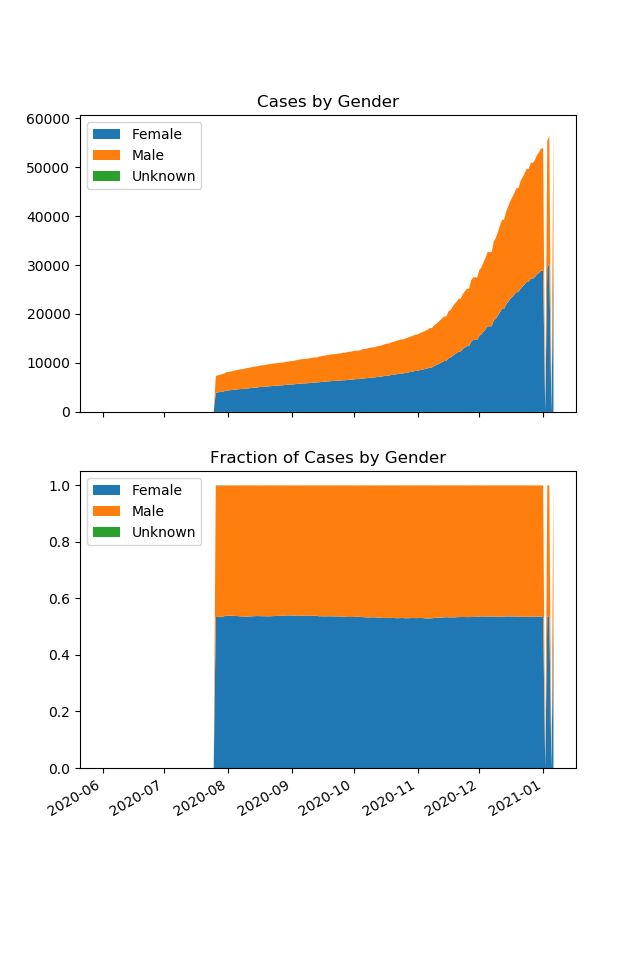 Cases by Gender
60000
50000
40000
30000
20000
10000
0
Female
Male
Unknown
Fraction of Cases by Gender
1.0
0.8
0.6
0.4
0.2
0.0
Female
Male
Unknown
2020-06
2020-07
2020-08
2020-09
2020-10
2020-11
2020-12
2021-01